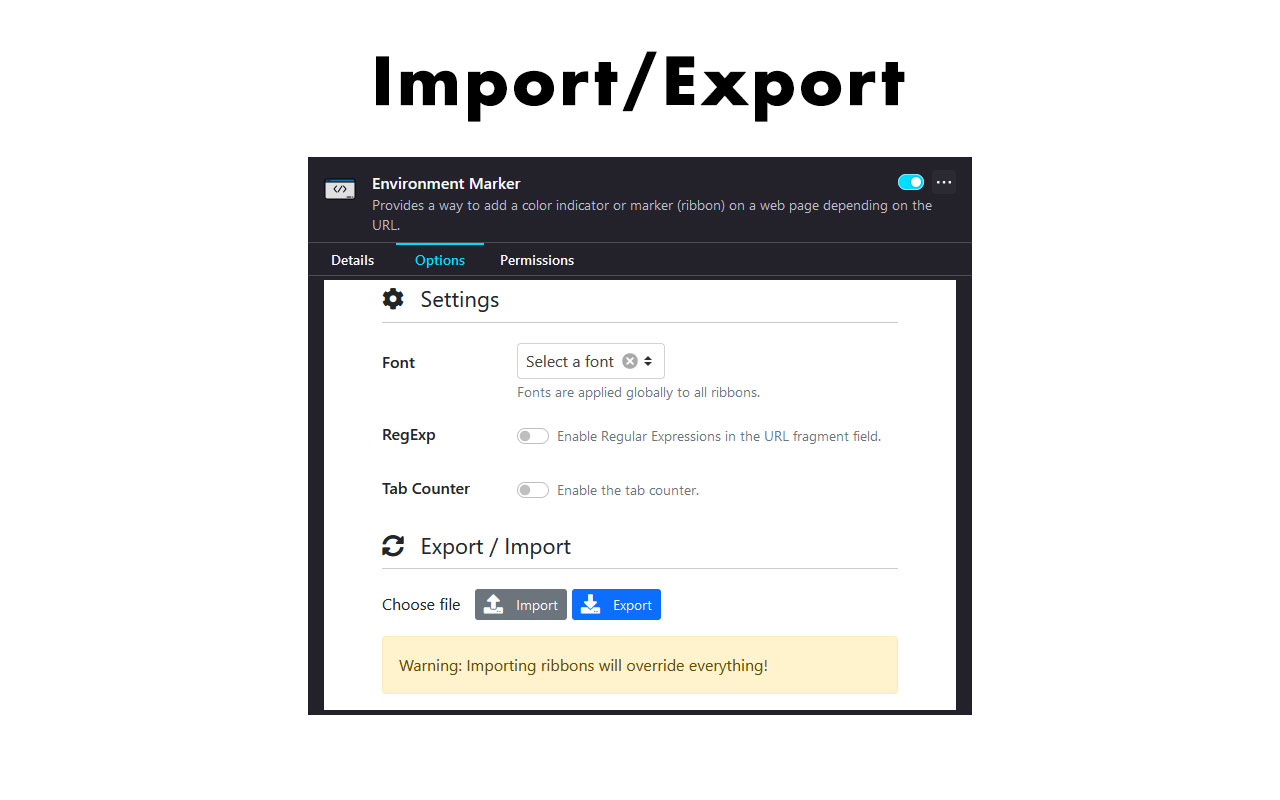 Import/Export
Environment Marker
Provides a way to add a color indicator or marker (ribbon) on a web page depending on the
URL.
Details Options Permissions
Settings
Font Select a font
Fonts are applied globally to all ribbons.
RegExp Enable Regular Expressions in the URL fragment field.
Tab Counter Enable the tab counter.
Export / Import
Choose file Import Export
Warning: Importing ribbons will override everything!